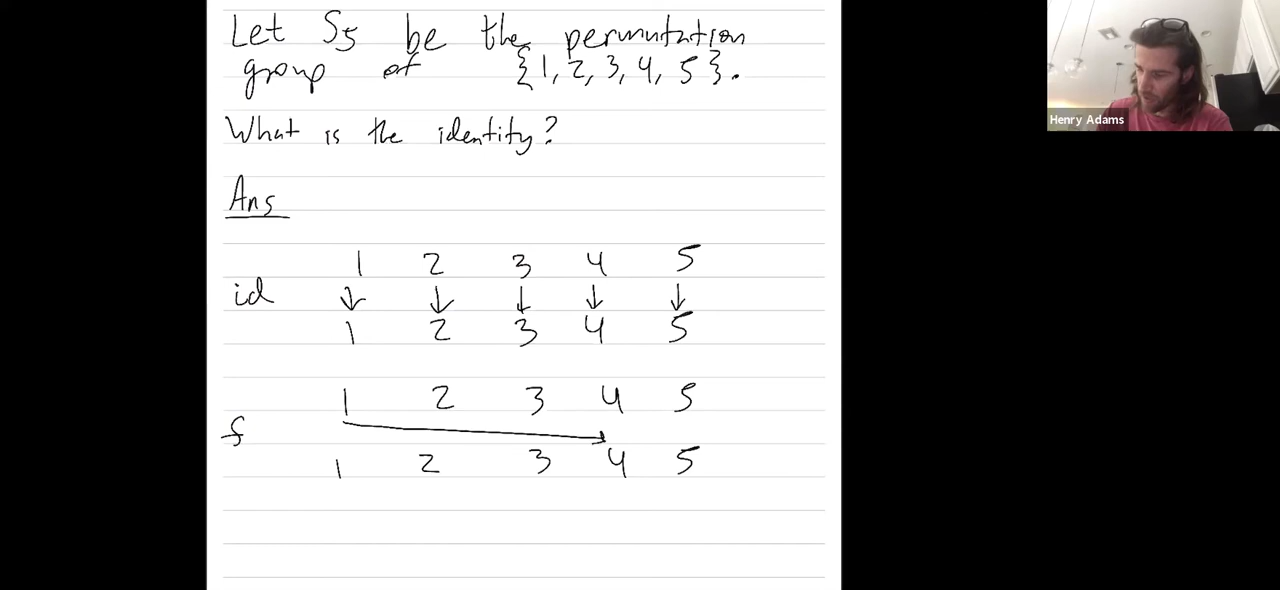 Let S5 be the permutation
group of {1, 2, 3, 4, 5}.
What is the identity?
Ans
1 2 3 4 5
id ↓ ↓ ↓ ↓ ↓
1 2 3 4 5
1 2 3 4 5
f
1 2 3 4 5
Henry Adams